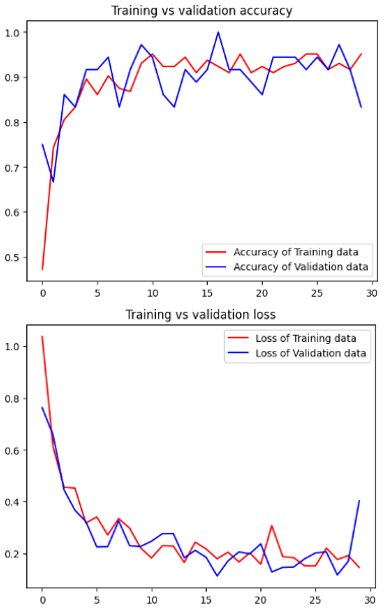 Training vs validation accuracy
1.0
0.9
0.8
0.7
0.6
0.5
Accuracy of Training data
Accuracy of Validation data
0 5 10 15 20 25 30
Training vs validation loss
Loss of Training data
Loss of Validation data
1.0
0.8
0.6
0.4
0.2
0 5 10 15 20 25 30